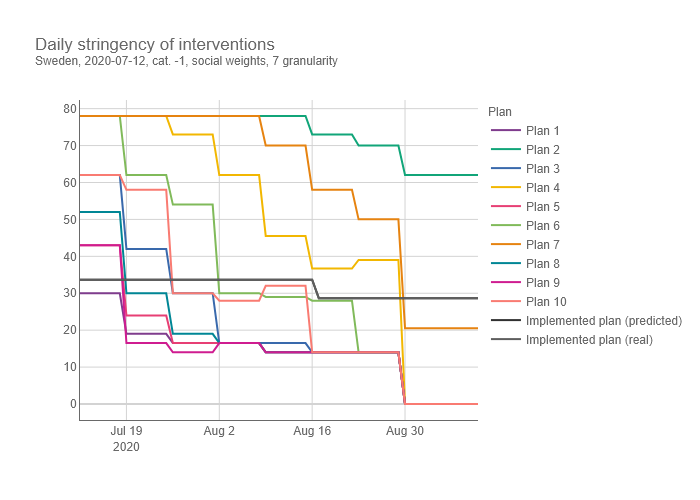 Daily stringency of interventions
Sweden, 2020-07-12, cat. -1, social weights, 7 granularity
80
70
60
50
40
30
20
10
0
Jul 19
2020
Aug 2
Aug 16
Aug 30
Plan
Plan 1
Plan 2
Plan 3
Plan 4
Plan 5
Plan 6
Plan 7
Plan 8
Plan 9
Plan 10
Implemented plan (predicted)
Implemented plan (real)